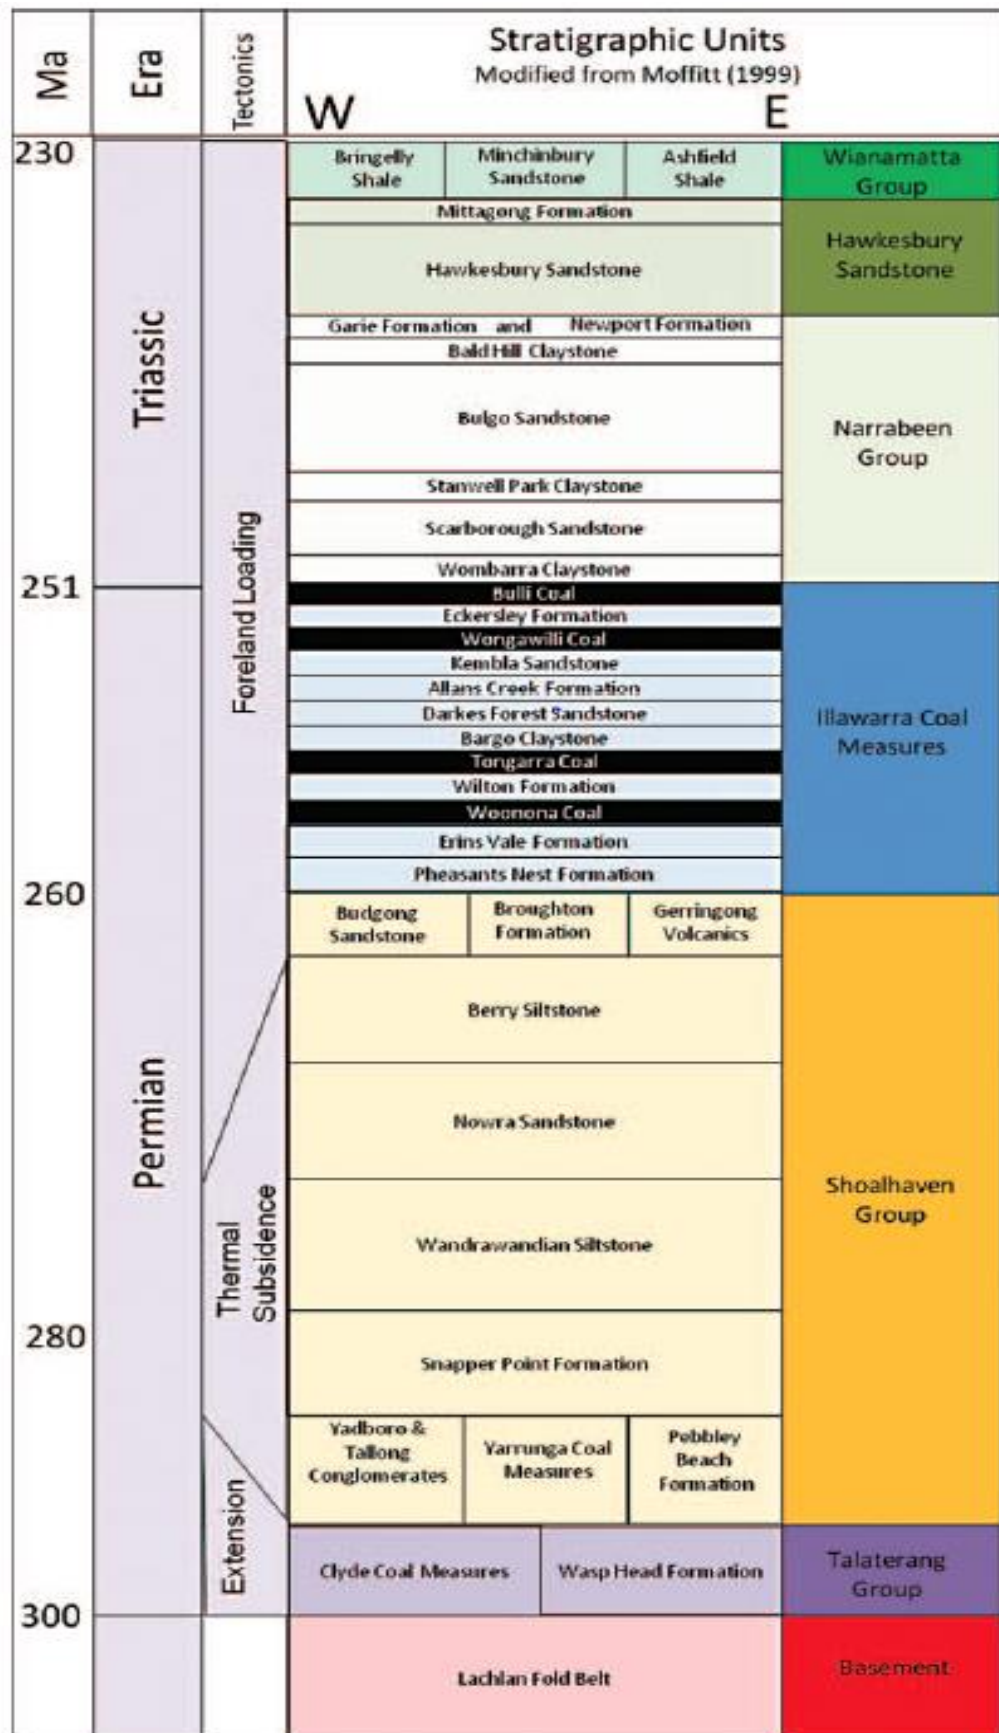 Ma
Era
Tectonics
Stratigraphic Units
Modified from Moffitt (1999)
W E
230
Bringelly
Shale
Minchinbury
Sandstone
Ashfield
Shale
Wianamatta
Group
Mittagong Formation
Hawkesbury Sandstone
Hawkesbury
Sandstone
Triassic
Garie Formation and Newport Formation
Bald Hill Claystone
Bulgo Sandstone
Stanwell Park Claystone
Scarborough Sandstone
Wombarra Claystone
Narrabeen
Group
Foreland Loading
251
Bulli Coal
Eckersley Formation
Wongawilli Coal
Kembla Sandstone
Allans Creek Formation
Darkes Forest Sandstone
Bargo Claystone
Tongarra Coal
Wilton Formation
Woonona Coal
Erins Vale Formation
Pheasants Nest Formation
Illawarra Coal
Measures
260
Budgong
Sandstone
Broughton
Formation
Gerringong
Volcanics
Berry Siltstone
Nowra Sandstone
Wandrawandian Siltstone
Snapper Point Formation
Permian
Thermal
Subsidence
Shoalhaven
Group
280
Yadboro &
Tallong
Conglomerates
Yarrunga Coal
Measures
Pebbley
Beach
Formation
Extension
Clyde Coal Measures
Wasp Head Formation
Talaterang
Group
300
Lachlan Fold Belt
Basement